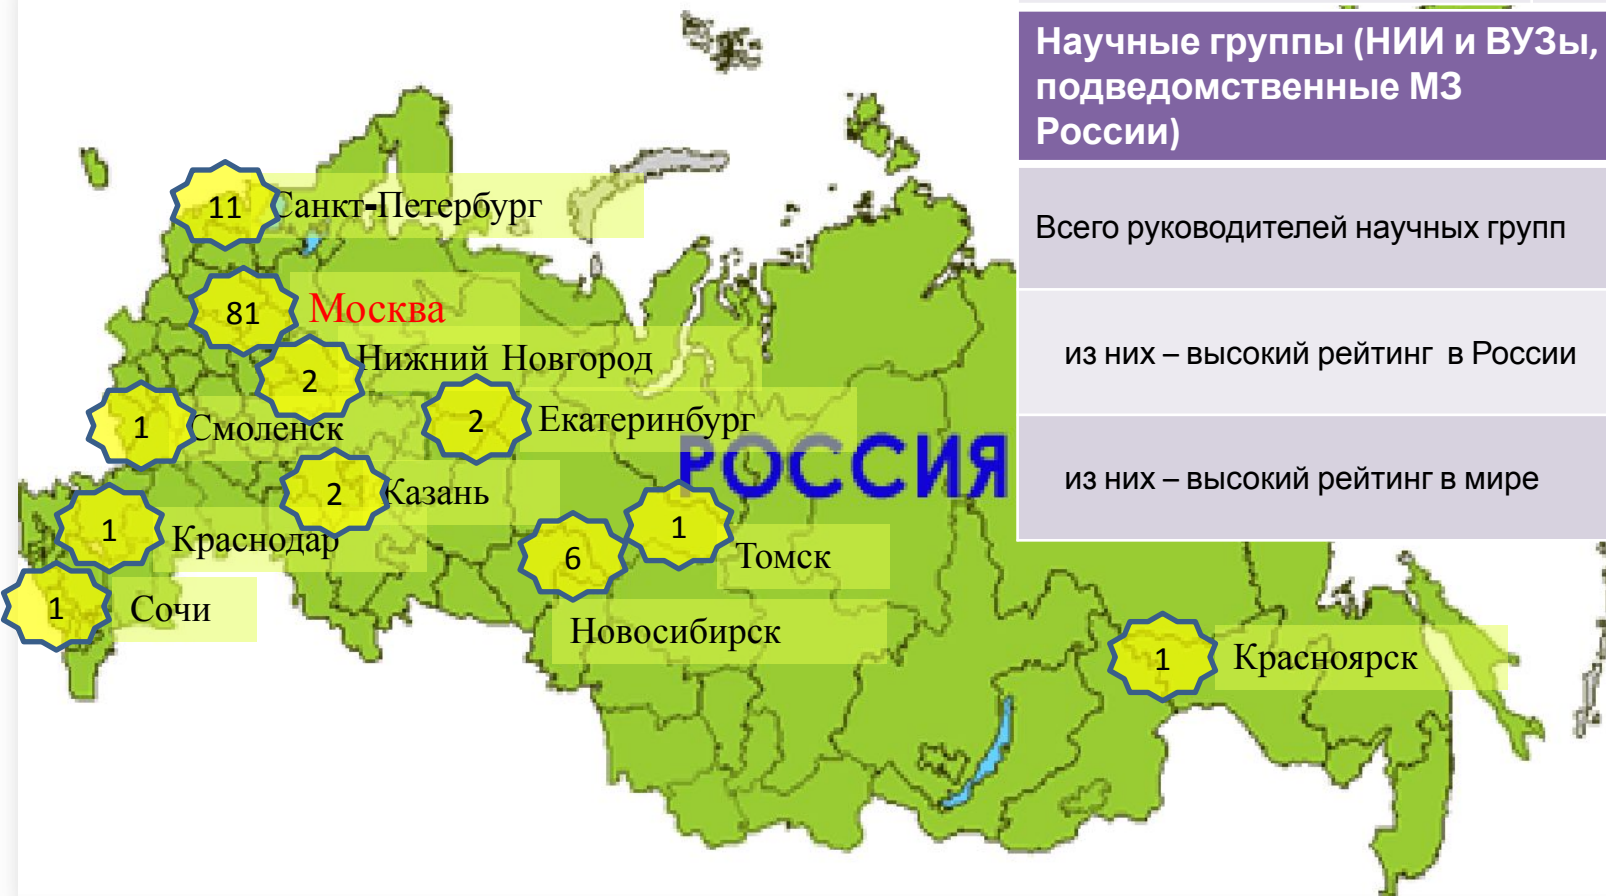 Научные группы (НИИ и ВУЗы,
подведомственные МЗ
России)
Всего руководителей научных групп
из них – высокий рейтинг в России
из них – высокий рейтинг в мире
11 Санкт-Петербург
81 Москва
2 Нижний Новгород
1 Смоленск
2 Екатеринбург
РОССИЯ
2 Казань
1 Краснодар
6
1
Томск
1 Сочи
Новосибирск
1 Красноярск